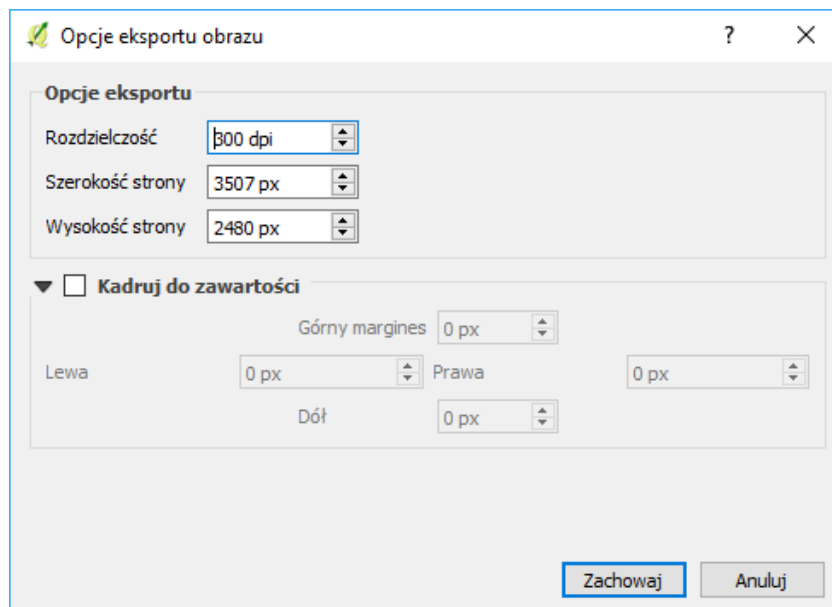 Opcje eksportu obrazu
?
Opcje eksportu
Rozdzielczość 300 dpi
Szerokość strony 3507 px
Wysokość strony 2480 px
Kadruj do zawartości
Górny margines 0 px
Lewa 0 px Prawa 0 px
Dół 0 px
Zachowaj Anuluj